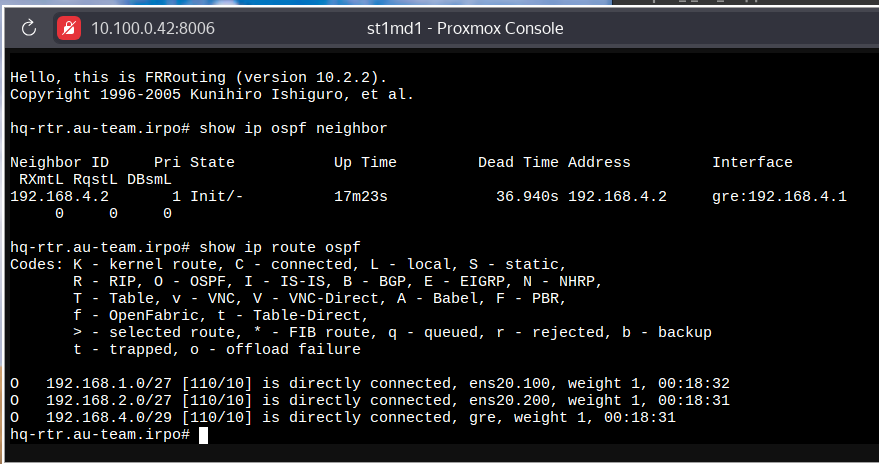 10.100.0.42:8006 st1md1 - Proxmox Console
Hello, this is FRRouting (version 10.2.2).
Copyright 1996-2005 Kunihiro Ishiguro, et al.
hq-rtr.au-team.irpo# show ip ospf neighbor
Neighbor ID     Pri State           Up Time         Dead Time Address         Interface
 RXmtL RqstL DBsmL
192.168.4.2       1 Init/-          17m23s            36.940s 192.168.4.2     gre:192.168.4.1
     0     0     0
hq-rtr.au-team.irpo# show ip route ospf
Codes: K - kernel route, C - connected, L - local, S - static,
       R - RIP, O - OSPF, I - IS-IS, B - BGP, E - EIGRP, N - NHRP,
       T - Table, v - VNC, V - VNC-Direct, A - Babel, F - PBR,
       f - OpenFabric, t - Table-Direct,
       > - selected route, * - FIB route, q - queued, r - rejected, b - backup
       t - trapped, o - offload failure
O   192.168.1.0/27 [110/10] is directly connected, ens20.100, weight 1, 00:18:32
O   192.168.2.0/27 [110/10] is directly connected, ens20.200, weight 1, 00:18:31
O   192.168.4.0/29 [110/10] is directly connected, gre, weight 1, 00:18:31
hq-rtr.au-team.irpo#